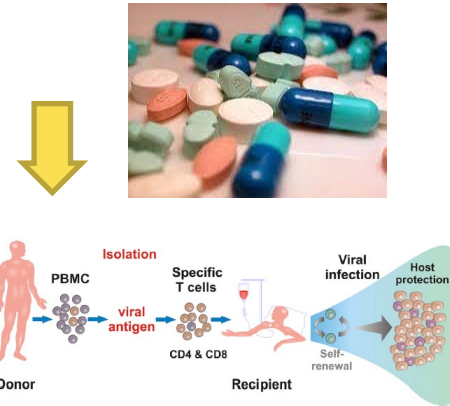 Isolation
PBMC
Specific
T cells
viral
antigen
CD4 & CD8
Viral
infection
Host
protection
Self-
renewal
Donor
Recipient